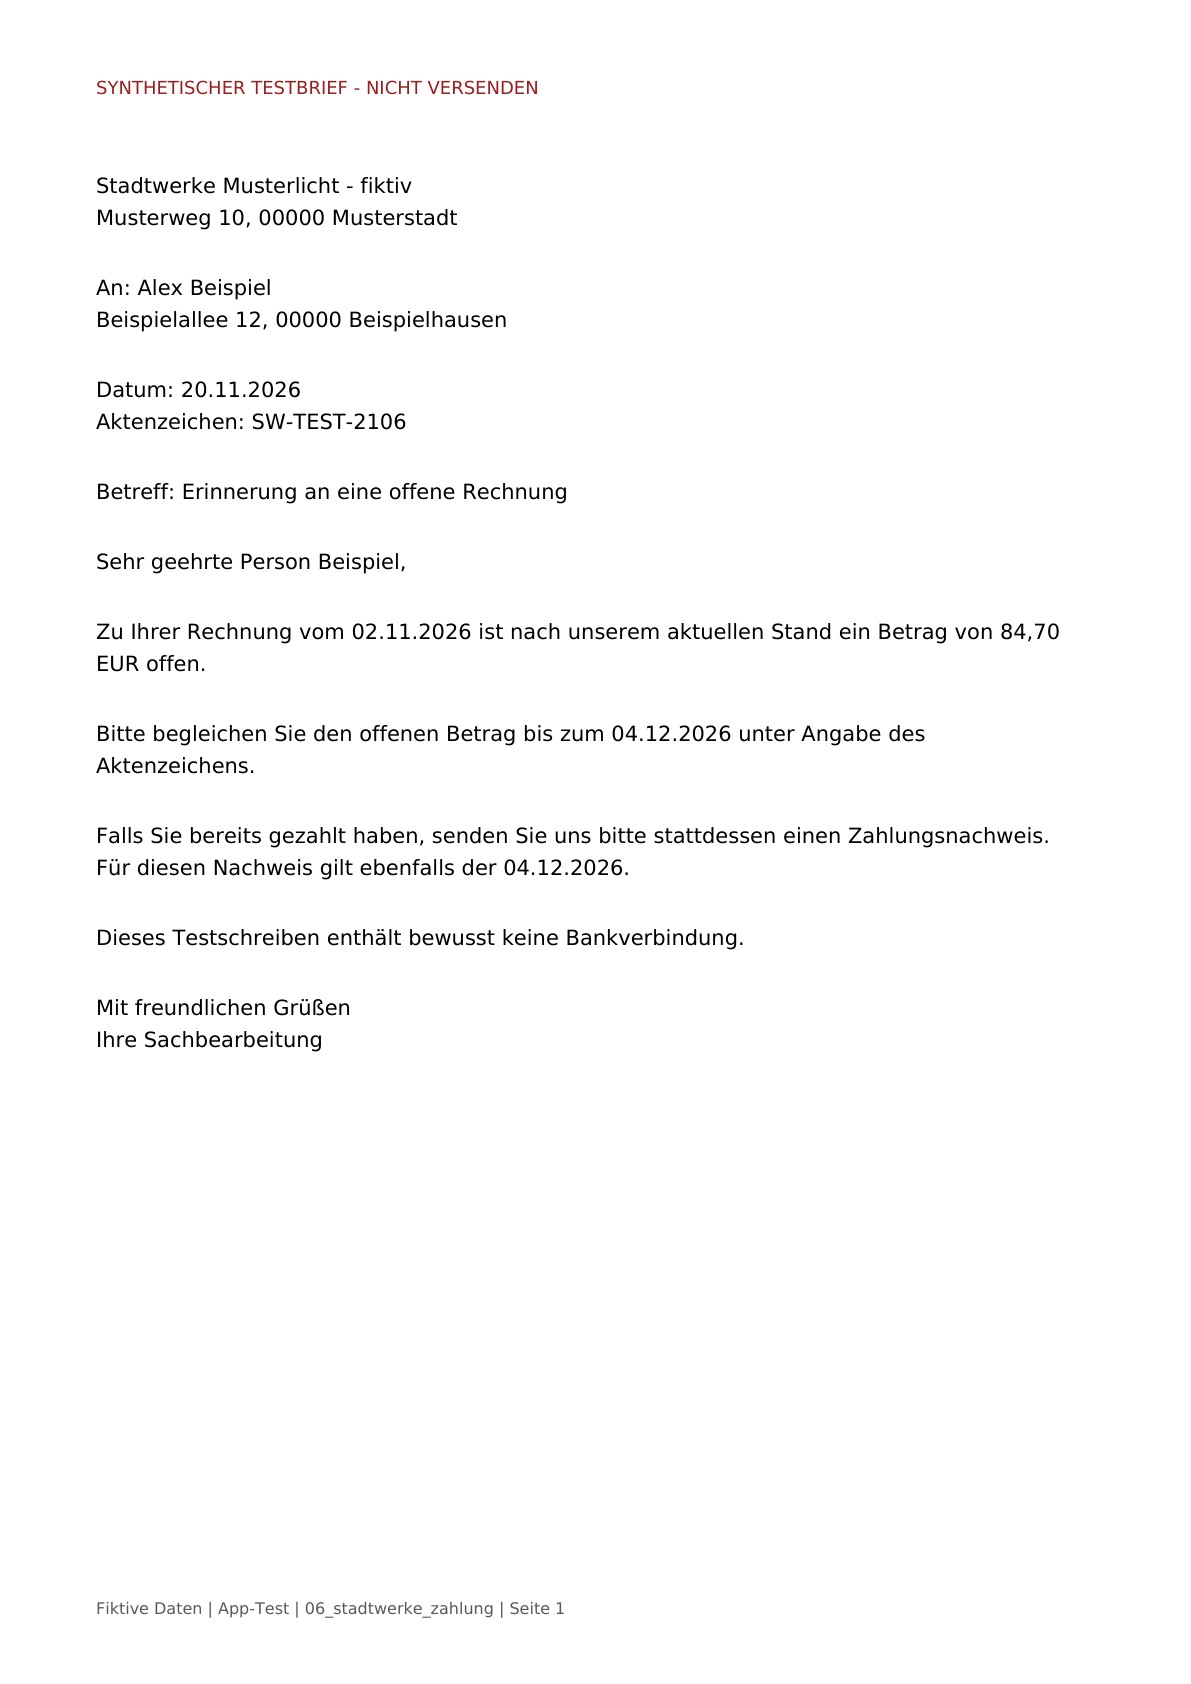 SYNTHETISCHER TESTBRIEF - NICHT VERSENDEN
Stadtwerke Musterlicht - fiktiv
Musterweg 10, 00000 Musterstadt
An: Alex Beispiel
Beispielallee 12, 00000 Beispielhausen
Datum: 20.11.2026
Aktenzeichen: SW-TEST-2106
Betreff: Erinnerung an eine offene Rechnung
Sehr geehrte Person Beispiel,
Zu Ihrer Rechnung vom 02.11.2026 ist nach unserem aktuellen Stand ein Betrag von 84,70
EUR offen.
Bitte begleichen Sie den offenen Betrag bis zum 04.12.2026 unter Angabe des
Aktenzeichens.
Falls Sie bereits gezahlt haben, senden Sie uns bitte stattdessen einen Zahlungsnachweis.
Für diesen Nachweis gilt ebenfalls der 04.12.2026.
Dieses Testschreiben enthält bewusst keine Bankverbindung.
Mit freundlichen Grüßen
Ihre Sachbearbeitung
Fiktive Daten | App-Test | 06_stadtwerke_zahlung | Seite 1